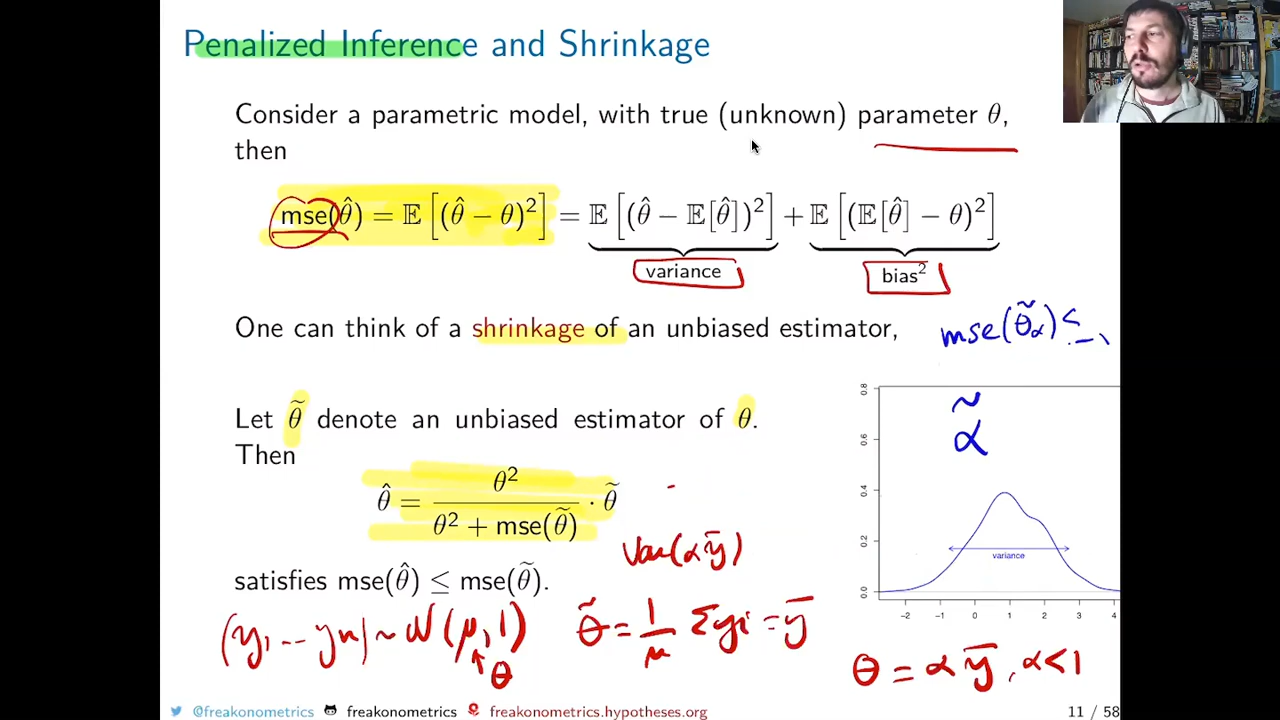 Penalized Inference and Shrinkage
Consider a parametric model, with true (unknown) parameter θ,
then
mse(θ̂) = 𝔼[(θ̂ − θ)²] = 𝔼[(θ̂ − 𝔼[θ̂])²] + 𝔼[(𝔼[θ̂] − θ)²]
variance bias²
One can think of a shrinkage of an unbiased estimator,
mse(θ̃α) ≤
Let θ̃ denote an unbiased estimator of θ.
Then
θ̂ = θ² / (θ² + mse(θ̃)) · θ̃
satisfies mse(θ̂) ≤ mse(θ̃).
α̃
0.8
0.6
0.4
0.2
0.0
variance
−2 −1 0 1 2 3 4
Var(αȳ)
(y₁ -- yn) ~ N(μ, 1)
↑
θ
θ̃ = 1/n Σyi = ȳ
θ = αȳ, α<1
@freakonometrics freakonometrics freakonometrics.hypotheses.org 11 / 58